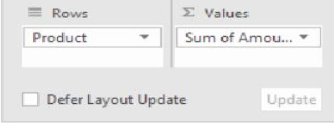 Rows
Σ Values
Product
Sum of Amou...
Defer Layout Update
Update